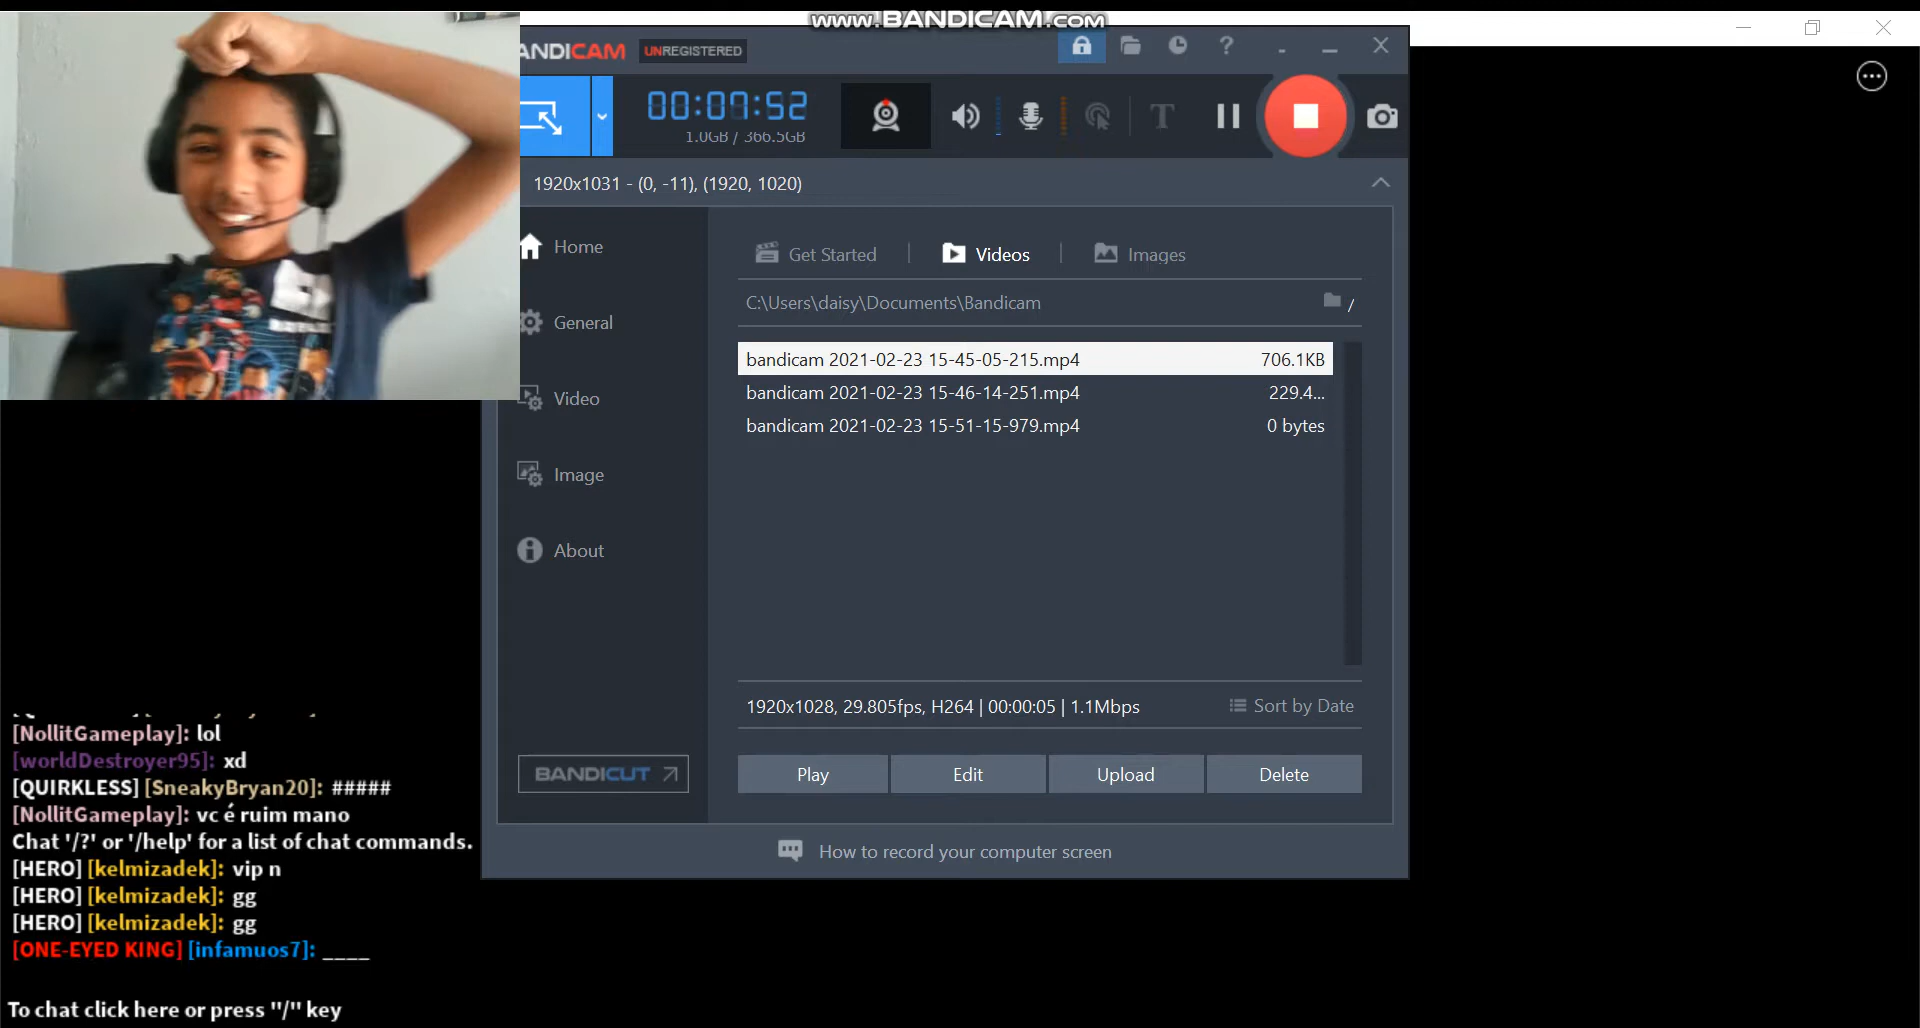 www.BANDICAM.com
ANDICAM UNREGISTERED
00:07:52
1.0GB / 366.5GB
1920x1031 - (0, -11), (1920, 1020)
Home
General
Video
Image
About
BANDICUT
Get Started
Videos
Images
C:\Users\daisy\Documents\Bandicam
/
bandicam 2021-02-23 15-45-05-215.mp4 706.1KB
bandicam 2021-02-23 15-46-14-251.mp4 229.4...
bandicam 2021-02-23 15-51-15-979.mp4 0 bytes
1920x1028, 29.805fps, H264 | 00:00:05 | 1.1Mbps
Sort by Date
Play Edit Upload Delete
How to record your computer screen
[NollitGameplay]: lol
[worldDestroyer95]: xd
[QUIRKLESS] [SneakyBryan20]: #####
[NollitGameplay]: vc é ruim mano
Chat '/?' or '/help' for a list of chat commands.
[HERO] [kelmizadek]: vip n
[HERO] [kelmizadek]: gg
[HERO] [kelmizadek]: gg
[ONE-EYED KING] [infamuos7]: ____
To chat click here or press "/" key